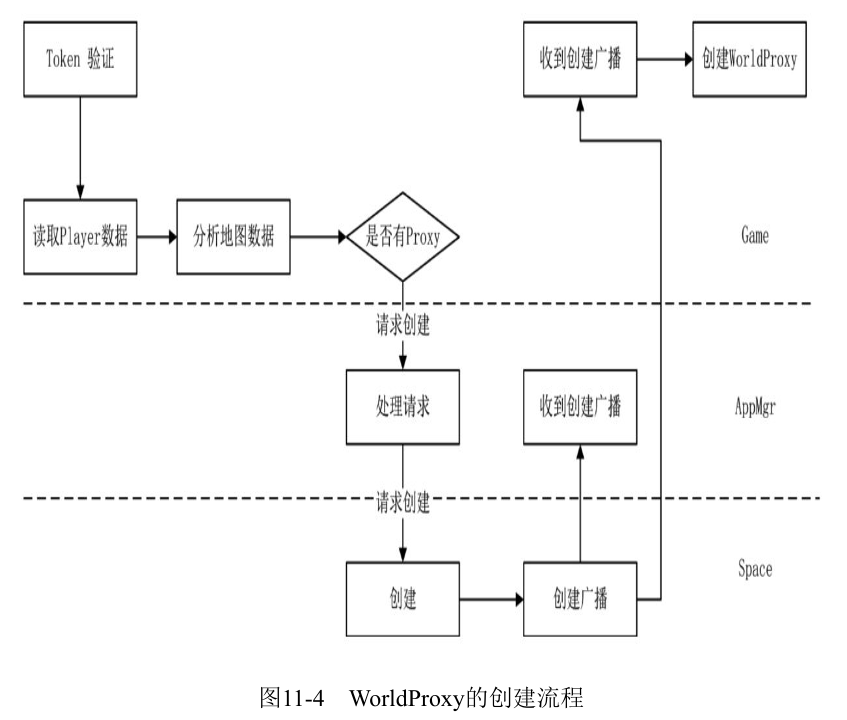 Token 验证
收到创建广播
创建WorldProxy
读取Player数据
分析地图数据
是否有Proxy
Game
请求创建
处理请求
收到创建广播
AppMgr
请求创建
创建
创建广播
Space
图11-4 WorldProxy的创建流程